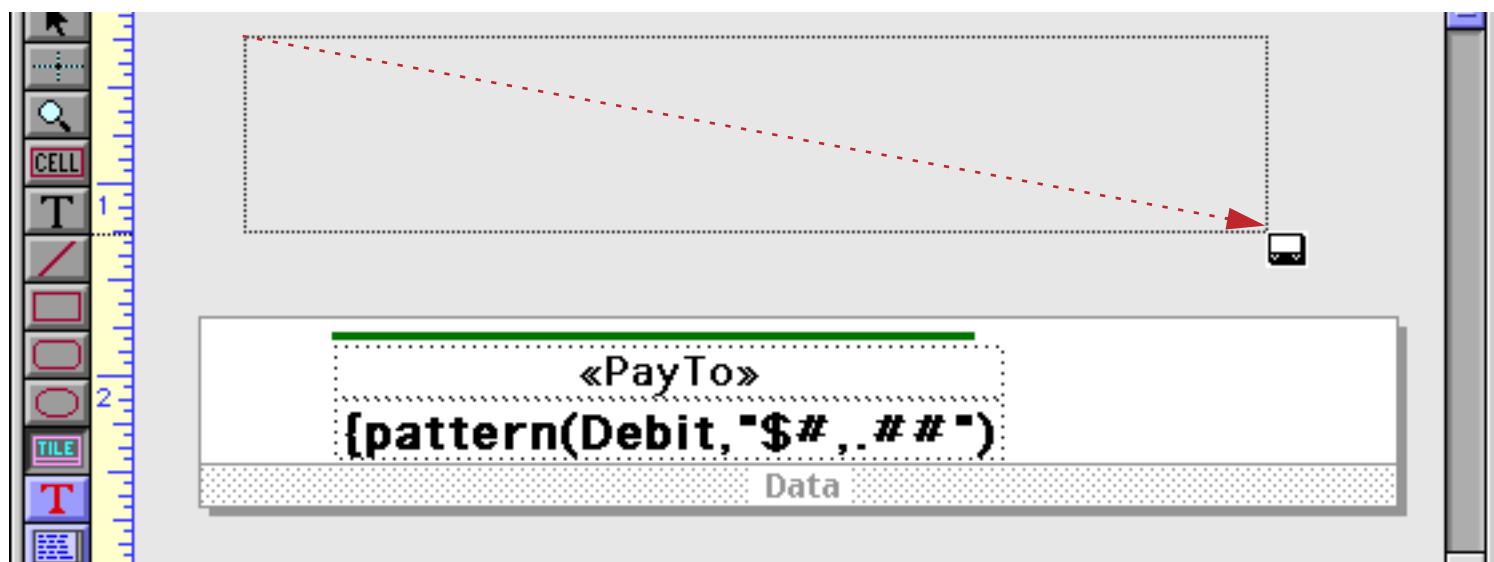 CELL
T
1
2
TILE
T
«PayTo»
{pattern(Debit,"$#,.##")
Data